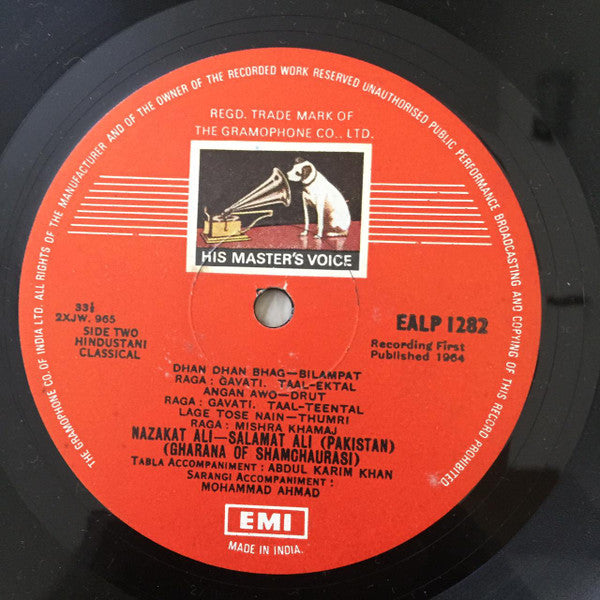 THE GRAMOPHONE CO. OF INDIA LTD. ALL RIGHTS OF THE MANUFACTURER AND OF THE OWNER OF THE RECORDED WORK RESERVED UNAUTHORISED PUBLIC PERFORMANCE BROADCASTING AND COPYING OF THIS RECORD PROHIBITED
REGD. TRADE MARK OF
THE GRAMOPHONE CO., LTD.
HIS MASTER'S VOICE
33⅓
2XJW. 965
SIDE TWO
HINDUSTANI
CLASSICAL
EALP 1282
Recording First
Published 1964
DHAN DHAN BHAG—BILAMPAT
RAGA : GAVATI. TAAL-EKTAL
ANGAN AWO—DRUT
RAGA : GAVATI. TAAL-TEENTAL
LAGE TOSE NAIN—THUMRI
RAGA : MISHRA KHAMAJ
NAZAKAT ALI—SALAMAT ALI (PAKISTAN)
(GHARANA OF SHAMCHAURASI)
TABLA ACCOMPANIMENT : ABDUL KARIM KHAN
SARANGI ACCOMPANIMENT :
MOHAMMAD AHMAD
EMI
MADE IN INDIA.